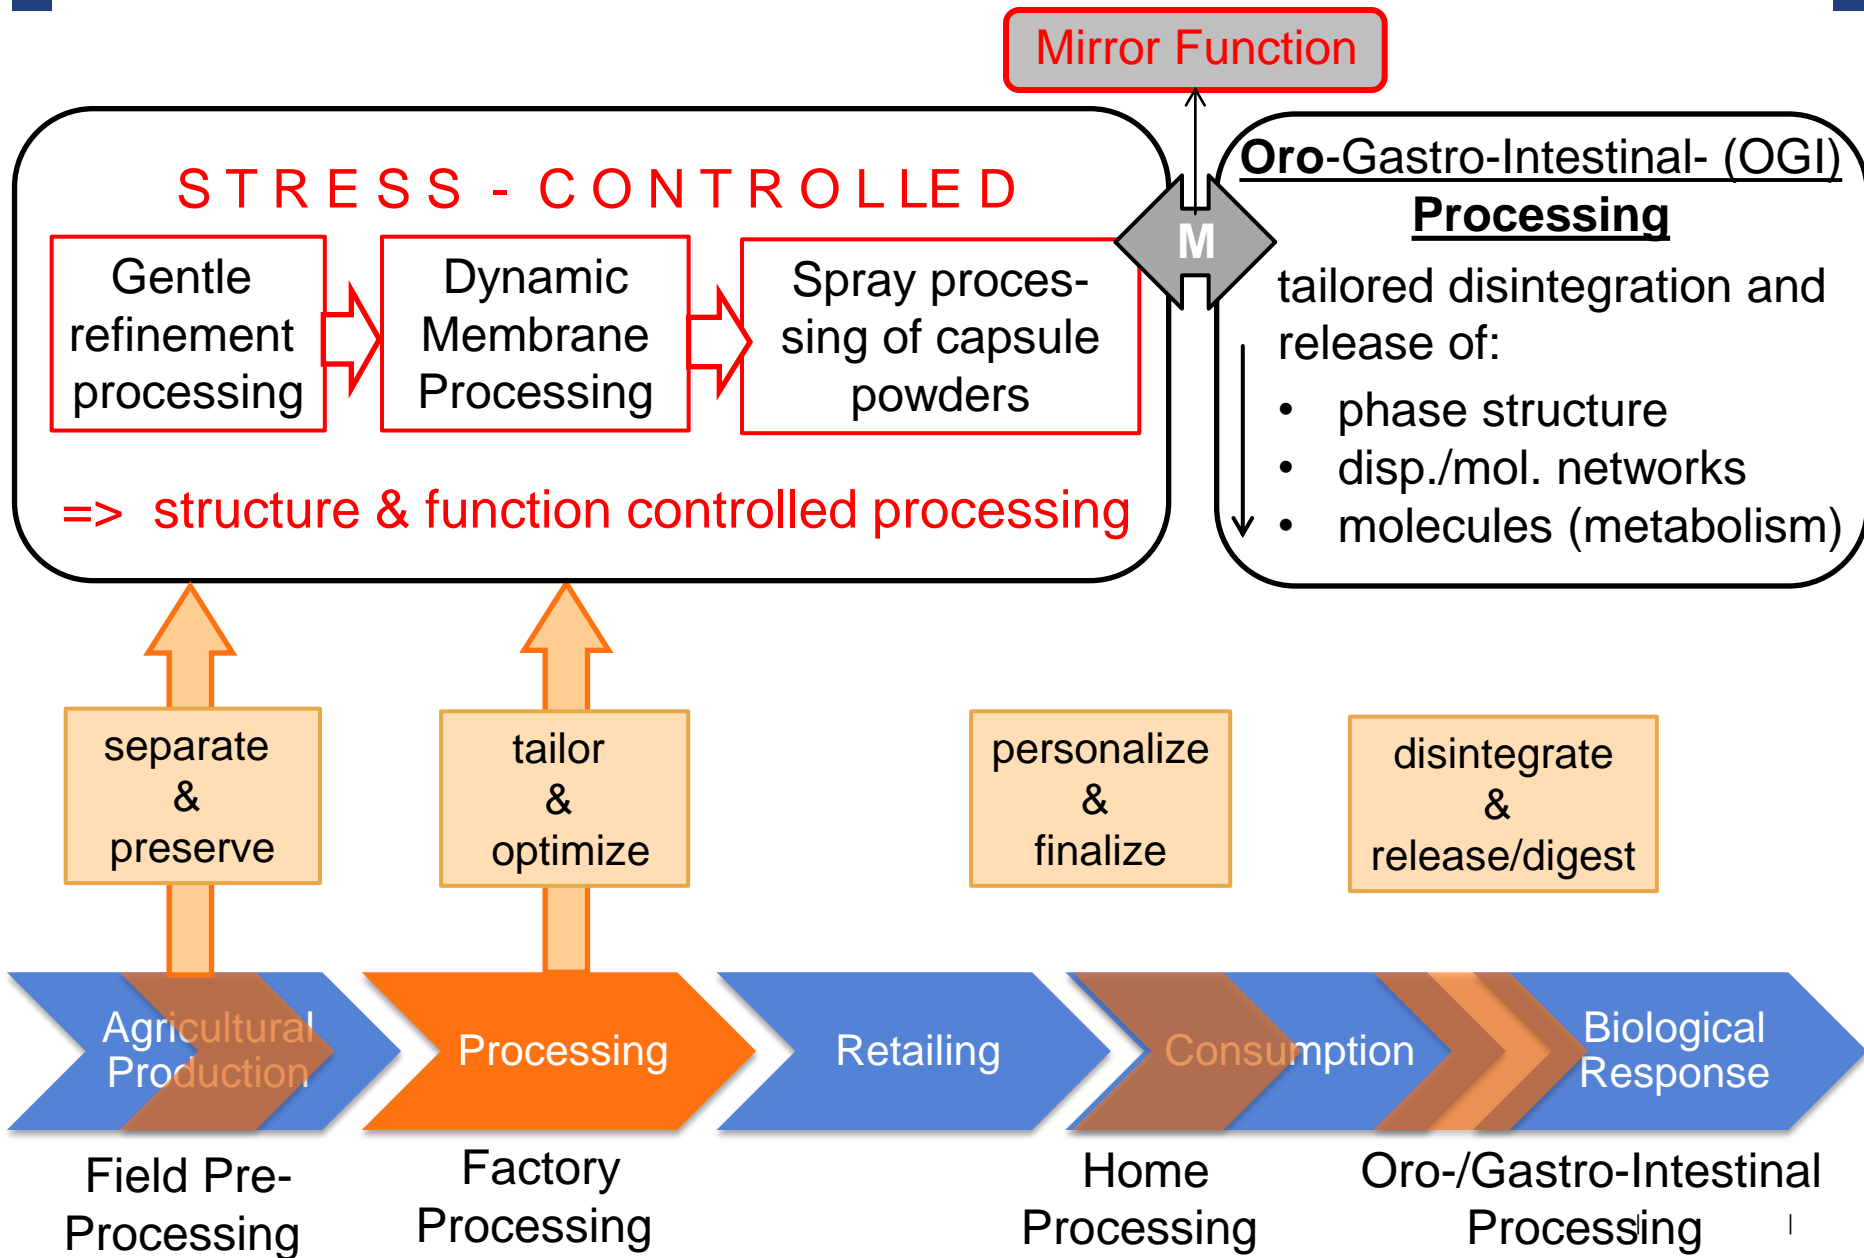 Mirror Function
STRESS - CONTROLLED
Gentle
refinement
processing
Dynamic
Membrane
Processing
Spray proces-
sing of capsule
powders
=> structure & function controlled processing
M
Oro-Gastro-Intestinal- (OGI)
Processing
tailored disintegration and
release of:
• phase structure
• disp./mol. networks
• molecules (metabolism)
separate
&
preserve
tailor
&
optimize
personalize
&
finalize
disintegrate
&
release/digest
Agricultural
Production
Processing
Retailing
Consumption
Biological
Response
Field Pre-
Processing
Factory
Processing
Home
Processing
Oro-/Gastro-Intestinal
Processing